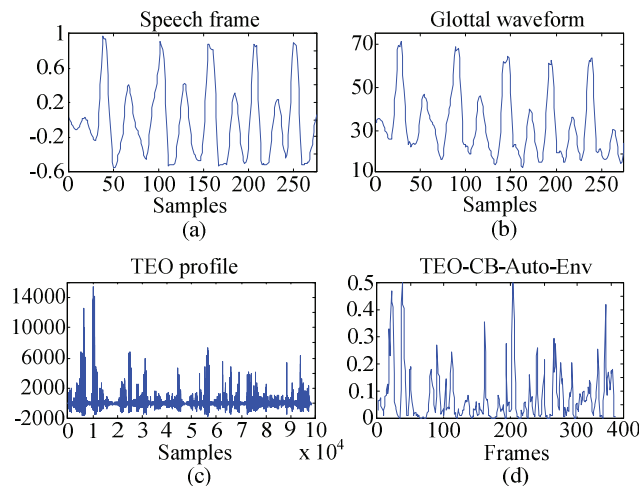 Speech frame
1
0.6
0.2
-0.2
-0.6
0 50 100 150 200 250
Samples
(a)
Glottal waveform
70
50
30
10
0 50 100 150 200 250
Samples
(b)
TEO profile
14000
10000
6000
2000
-2000
0 1 2 3 4 5 6 7 8 9 10
Samples x 10^4
(c)
TEO-CB-Auto-Env
0.5
0.4
0.3
0.2
0.1
0
0 100 200 300 400
Frames
(d)